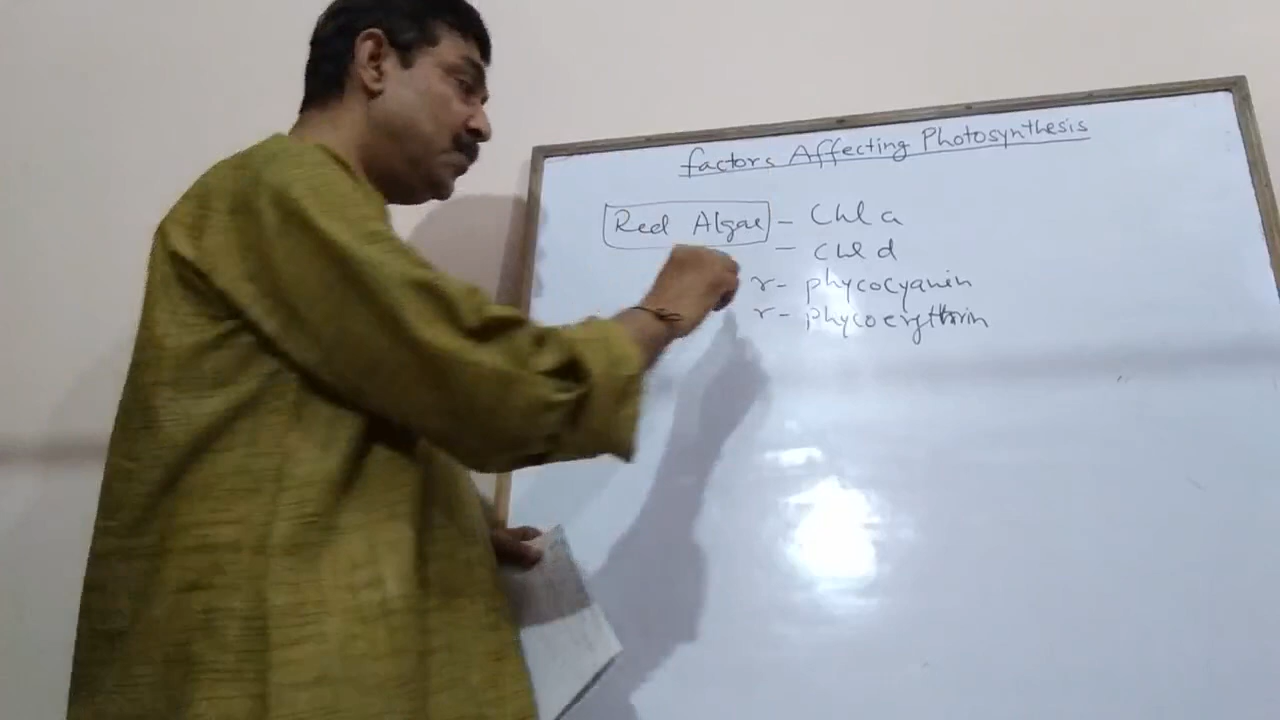 factors Affecting Photosynthesis
Red Algae - Chl a
- Chl d
r- phycocyanin
r- phycoerythrin